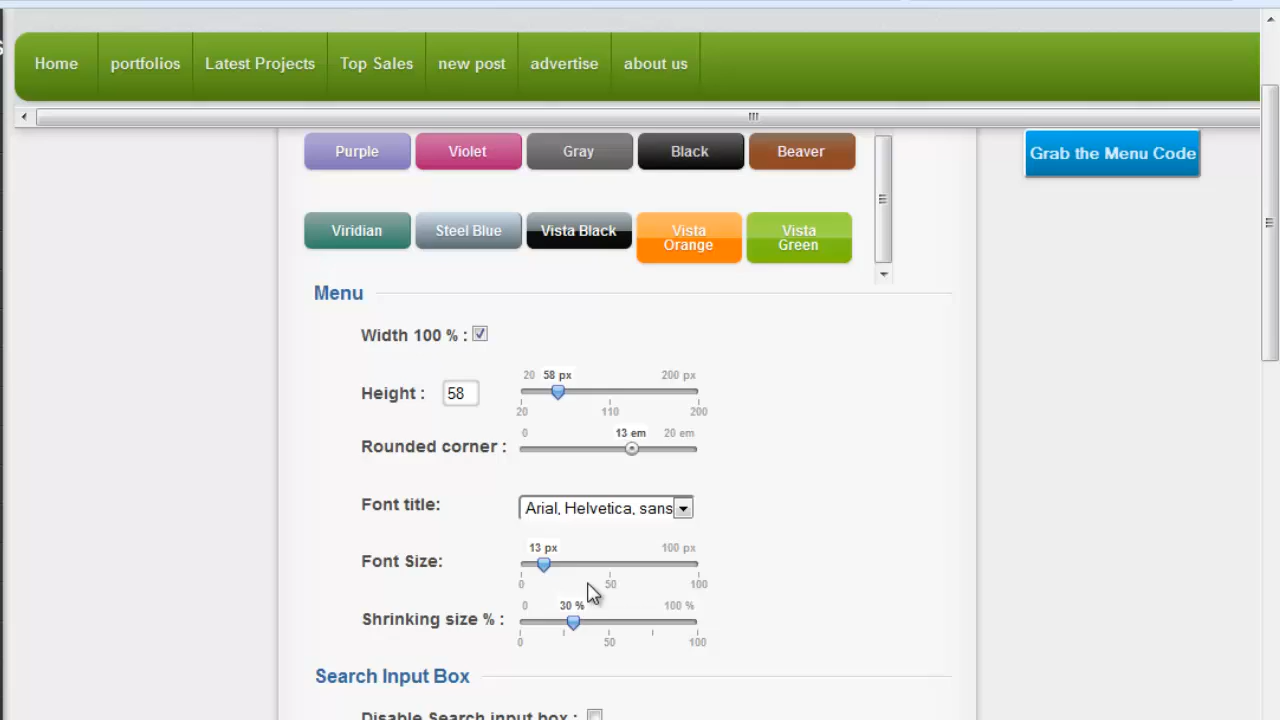 Home portfolios Latest Projects Top Sales new post advertise about us
Grab the Menu Code
Purple Violet Gray Black Beaver
Viridian Steel Blue Vista Black Vista Orange Vista Green
Menu
Width 100 % :
20 58 px 200 px
Height : 58
20 110 200
0 13 em 20 em
Rounded corner :
Font title: Arial, Helvetica, sans
13 px 100 px
Font Size:
0 50 100
0 30 % 100 %
Shrinking size % :
0 50 100
Search Input Box
Disable Search input box :